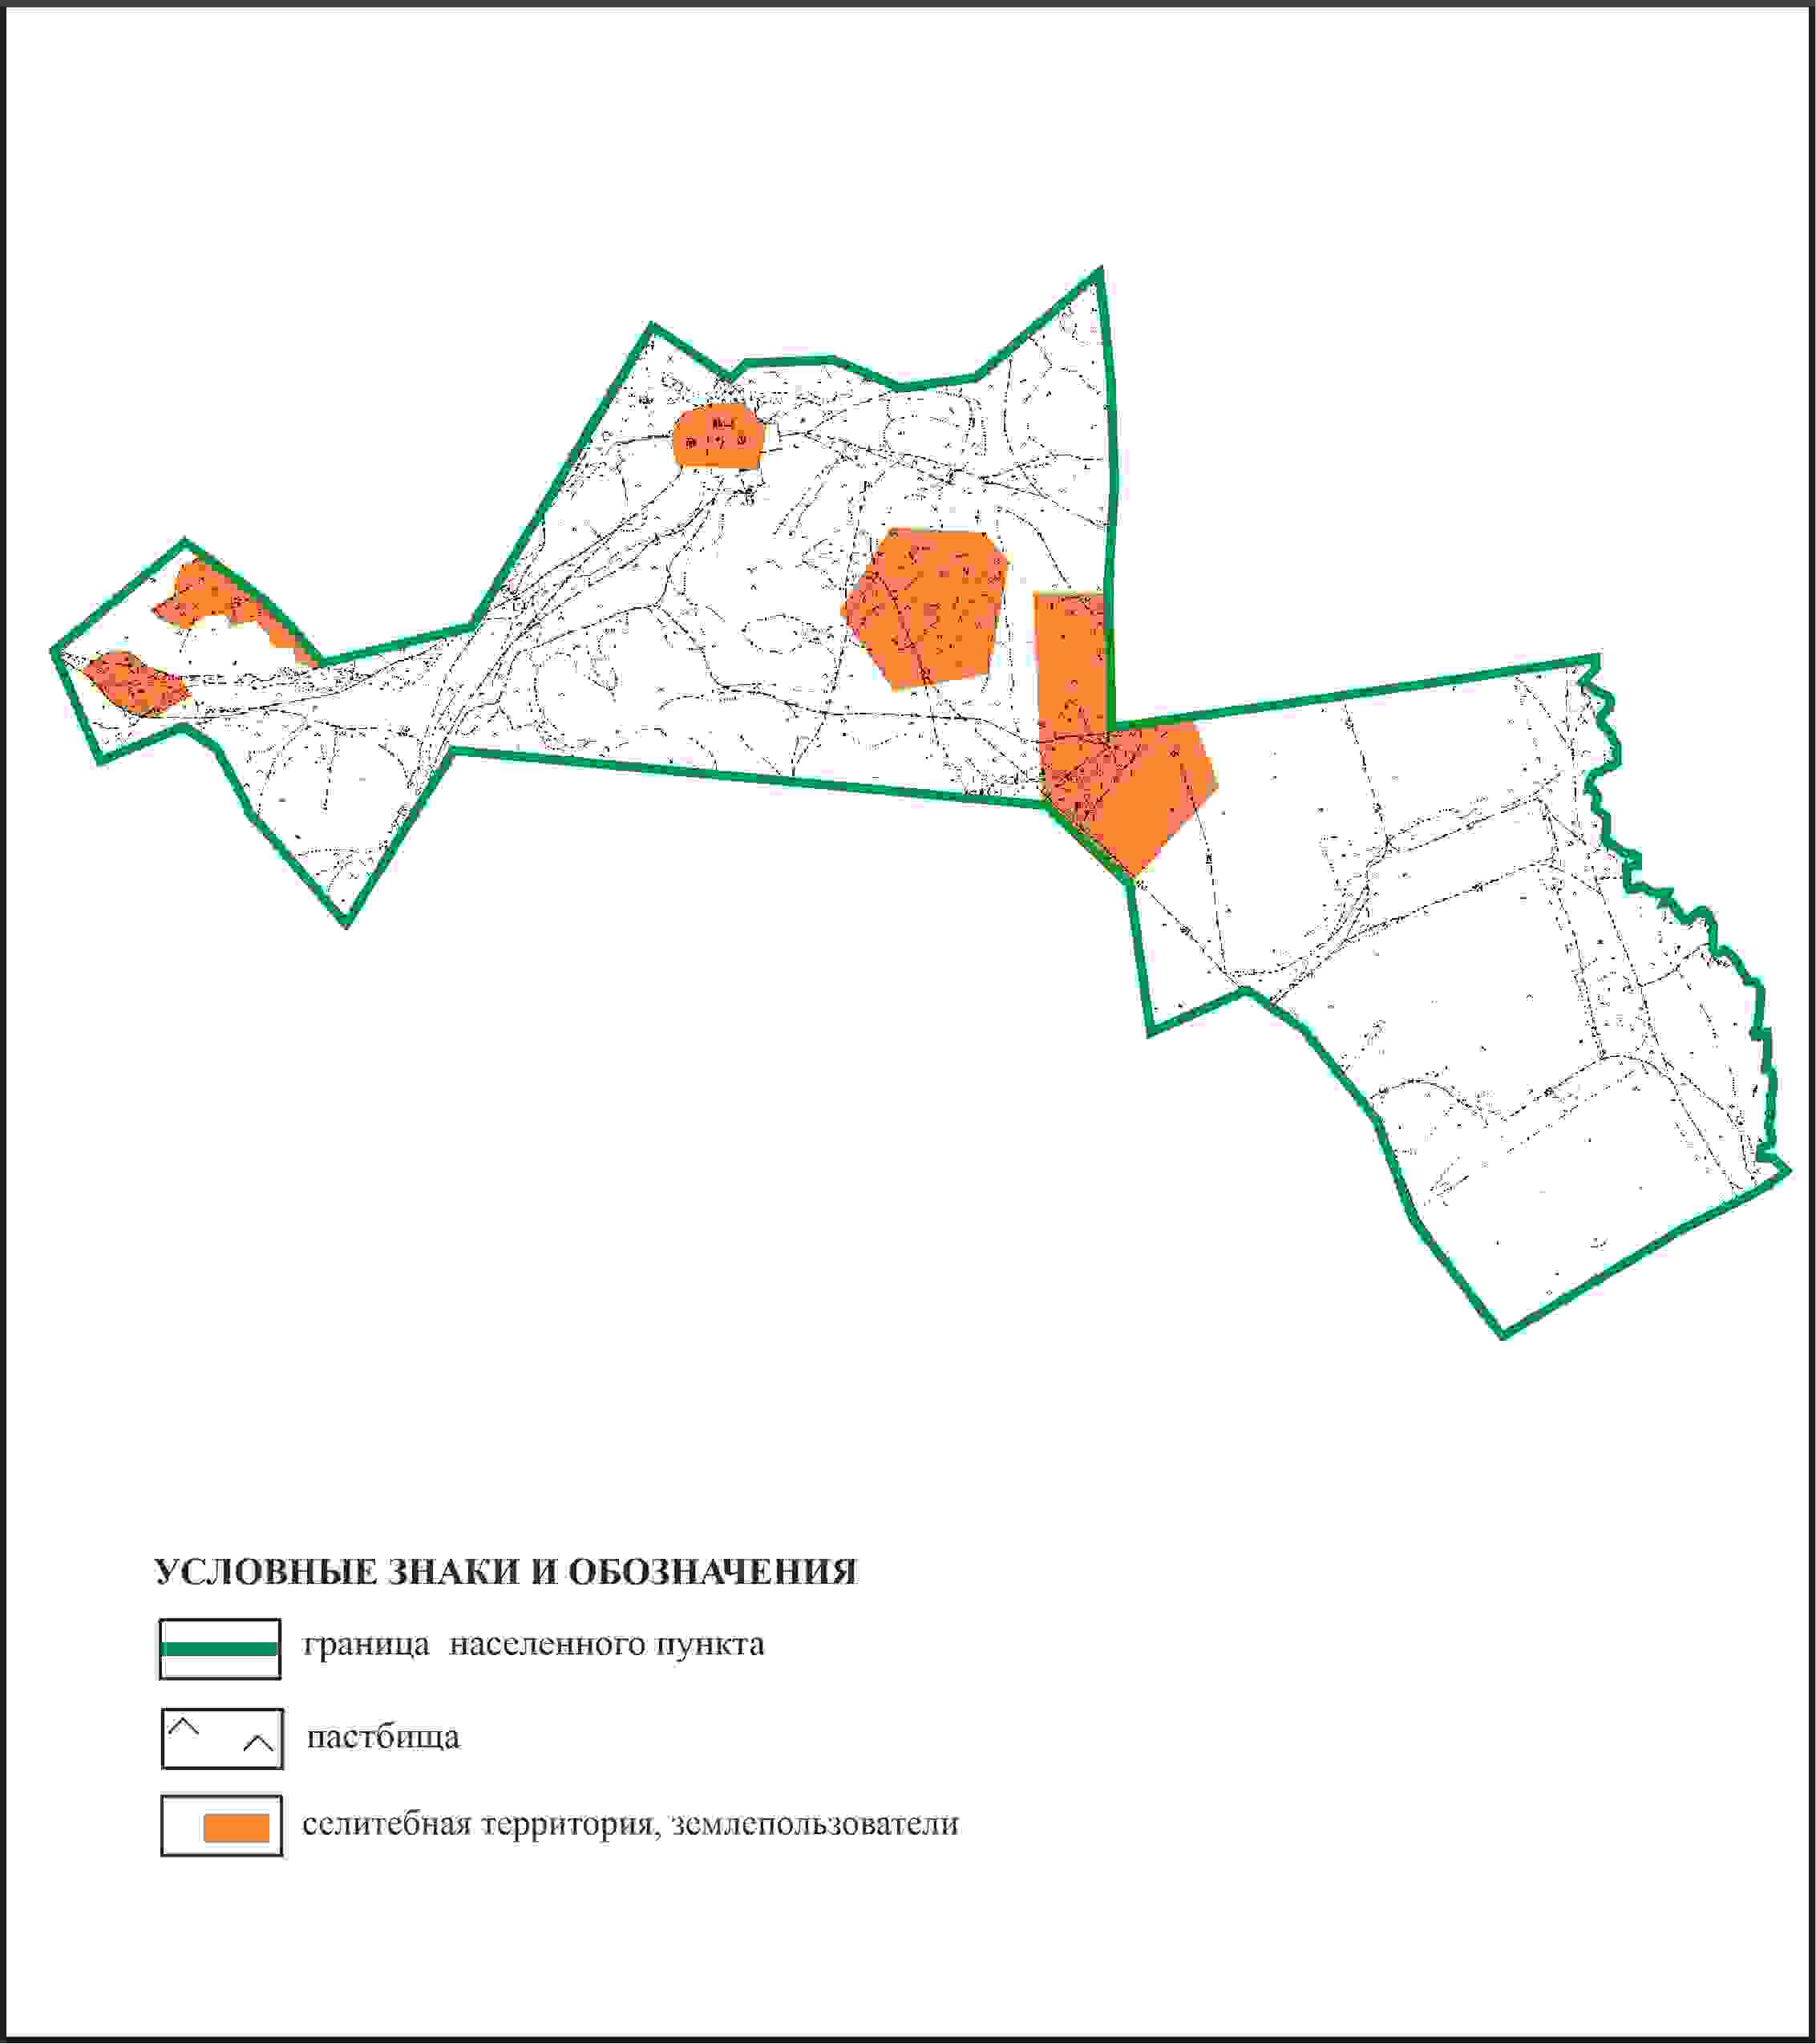 УСЛОВНЫЕ ЗНАКИ И ОБОЗНАЧЕНИЯ
граница населенного пункта
пастбища
селитебная территория, землепользователи